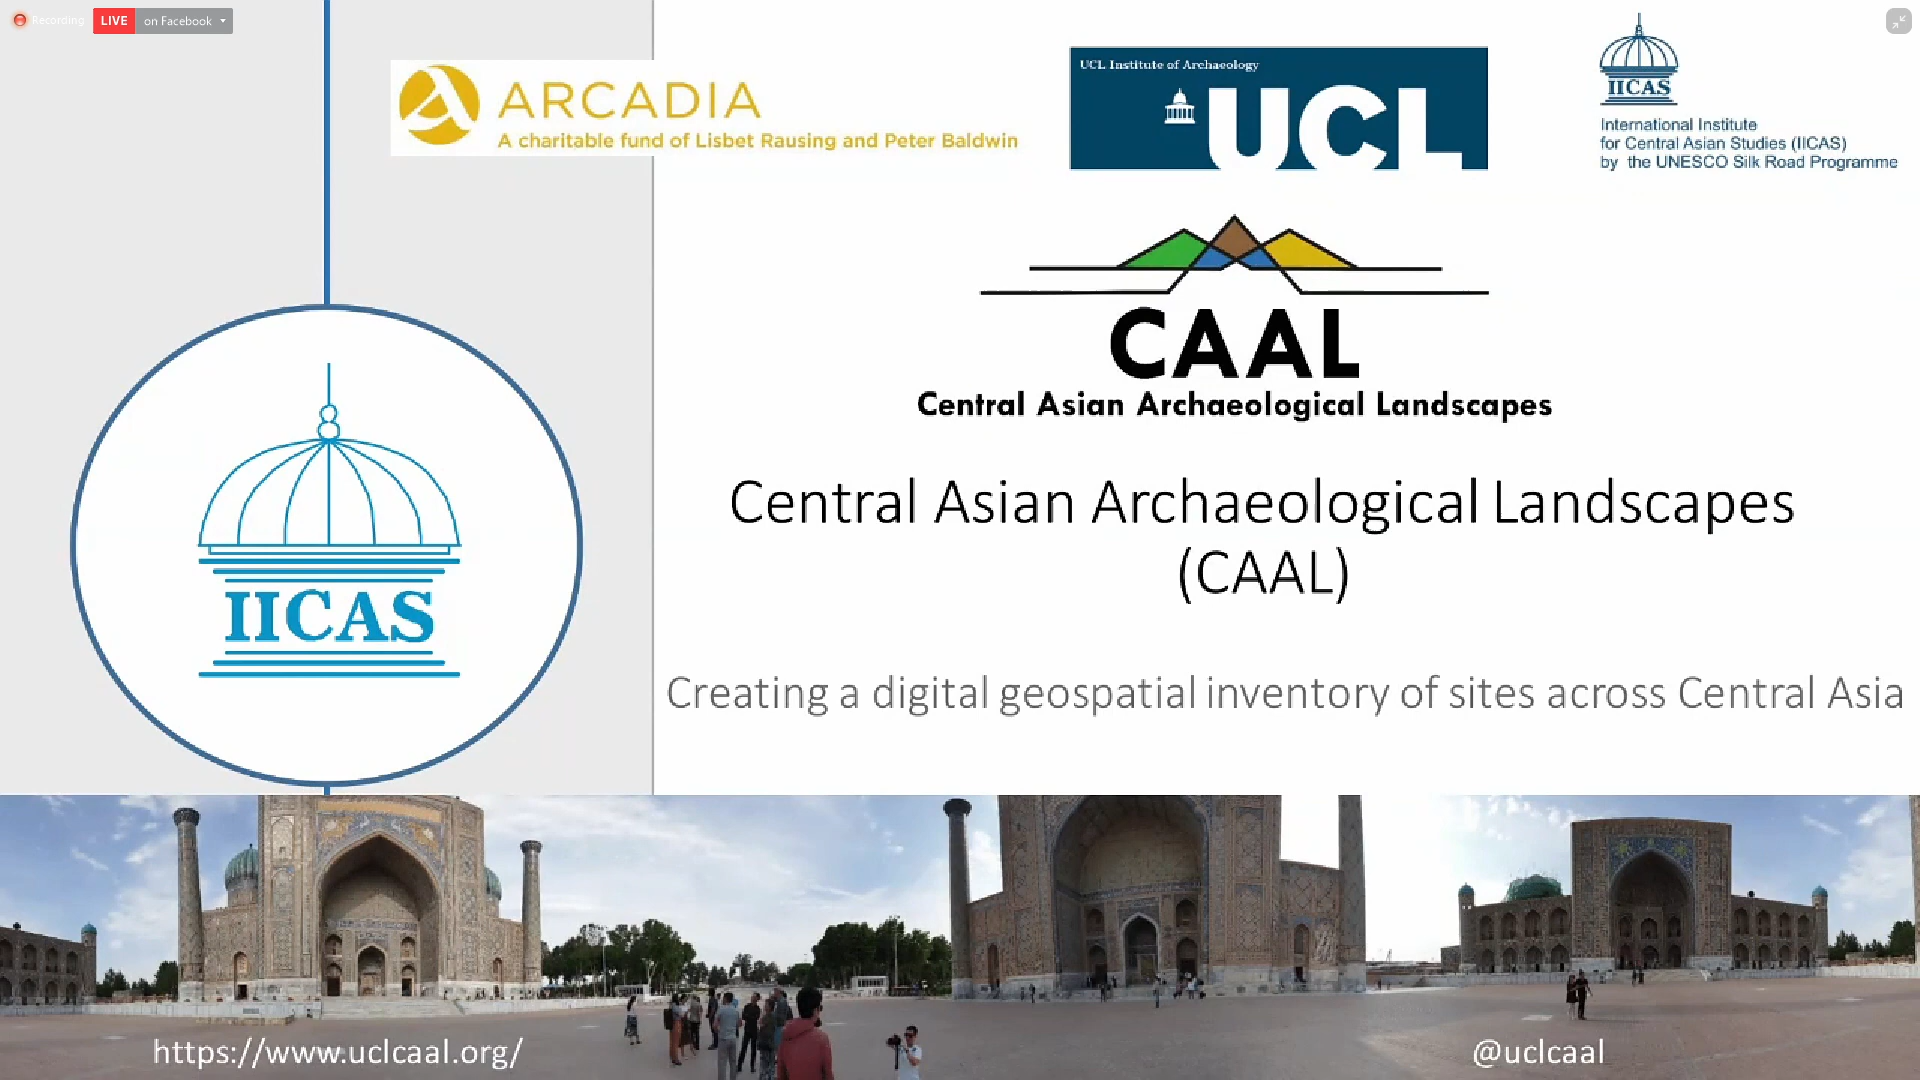 Recording
LIVE on Facebook
ARCADIA
A charitable fund of Lisbet Rausing and Peter Baldwin
UCL Institute of Archaeology
UCL
IICAS
International Institute
for Central Asian Studies (IICAS)
by the UNESCO Silk Road Programme
CAAL
Central Asian Archaeological Landscapes
IICAS
Central Asian Archaeological Landscapes
(CAAL)
Creating a digital geospatial inventory of sites across Central Asia
https://www.uclcaal.org/
@uclcaal